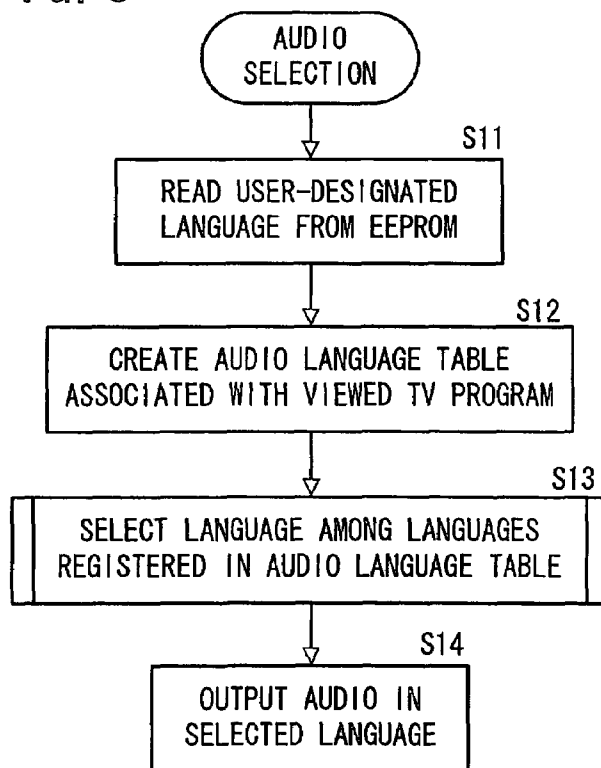 AUDIO
SELECTION
S11
READ USER-DESIGNATED
LANGUAGE FROM EEPROM
S12
CREATE AUDIO LANGUAGE TABLE
ASSOCIATED WITH VIEWED TV PROGRAM
S13
SELECT LANGUAGE AMONG LANGUAGES
REGISTERED IN AUDIO LANGUAGE TABLE
S14
OUTPUT AUDIO IN
SELECTED LANGUAGE